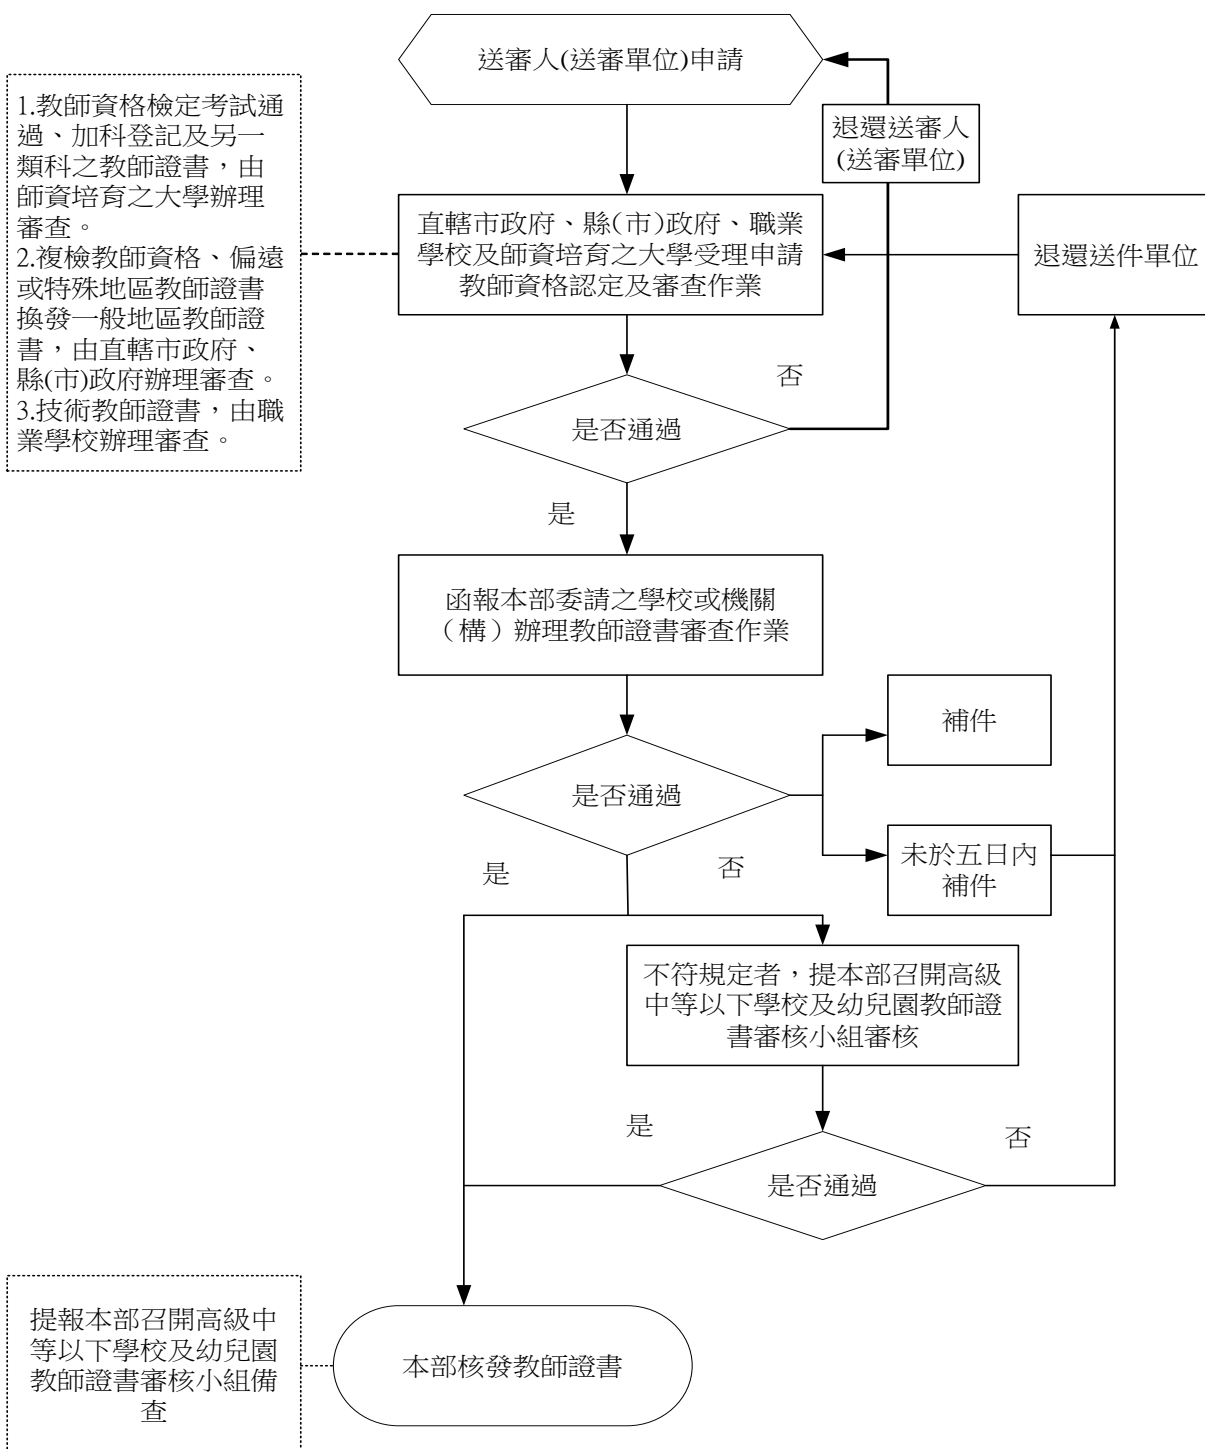 送審人(送審單位)申請
退還送審人
(送審單位)
1.教師資格檢定考試通
過、加科登記及另一
類科之教師證書，由
師資培育之大學辦理
審查。
2.複檢教師資格、偏遠
或特殊地區教師證書
換發一般地區教師證
書，由直轄市政府、
縣(市)政府辦理審查。
3.技術教師證書，由職
業學校辦理審查。
直轄市政府、縣(市)政府、職業
學校及師資培育之大學受理申請
教師資格認定及審查作業
退還送件單位
否
是否通過
是
函報本部委請之學校或機關
（構）辦理教師證書審查作業
補件
是否通過
未於五日內
補件
是
否
不符規定者，提本部召開高級
中等以下學校及幼兒園教師證
書審核小組審核
是
否
是否通過
提報本部召開高級中
等以下學校及幼兒園
教師證書審核小組備
查
本部核發教師證書